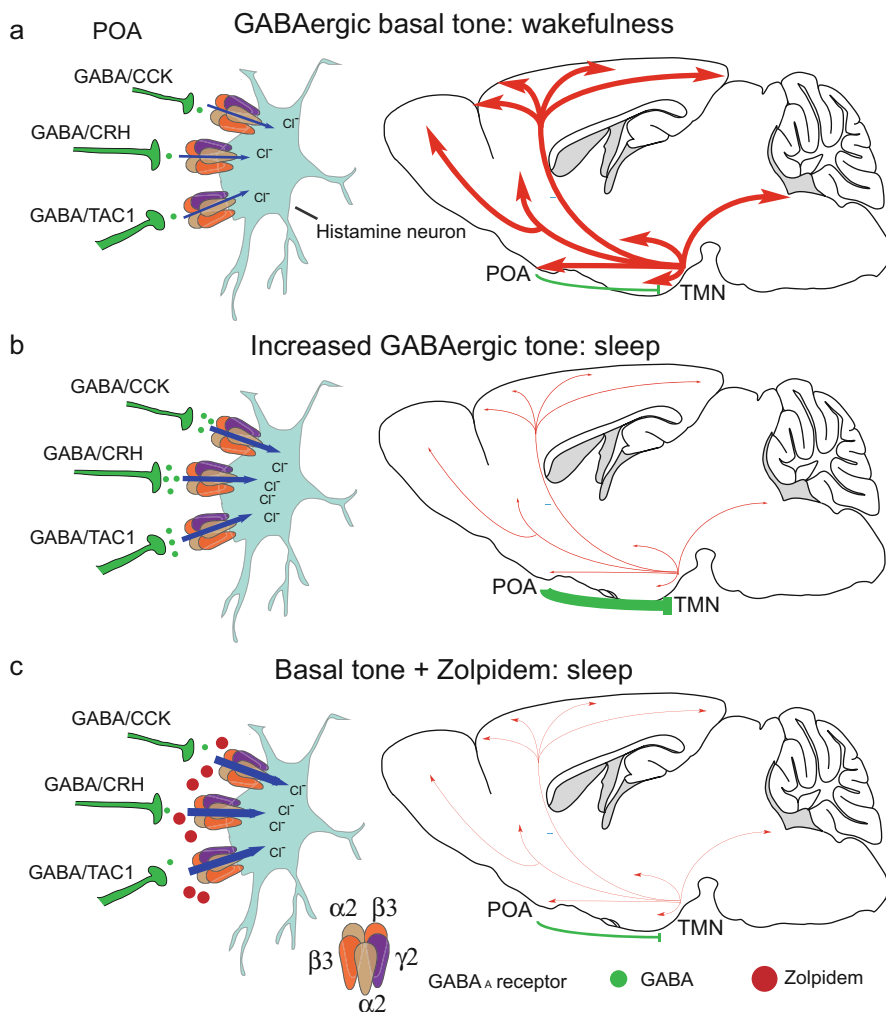 a
POA
GABAergic basal tone: wakefulness
GABA/CCK
GABA/CRH
GABA/TAC1
Cl⁻
Cl⁻
Cl⁻
Histamine neuron
POA
TMN
b
Increased GABAergic tone: sleep
GABA/CCK
GABA/CRH
GABA/TAC1
Cl⁻
Cl⁻
Cl⁻
Cl⁻
Cl⁻
POA
TMN
c
Basal tone + Zolpidem: sleep
GABA/CCK
GABA/CRH
GABA/TAC1
Cl⁻
Cl⁻
Cl⁻
Cl⁻
POA
TMN
α2 β3
β3 γ2
α2
GABA A receptor
GABA
Zolpidem